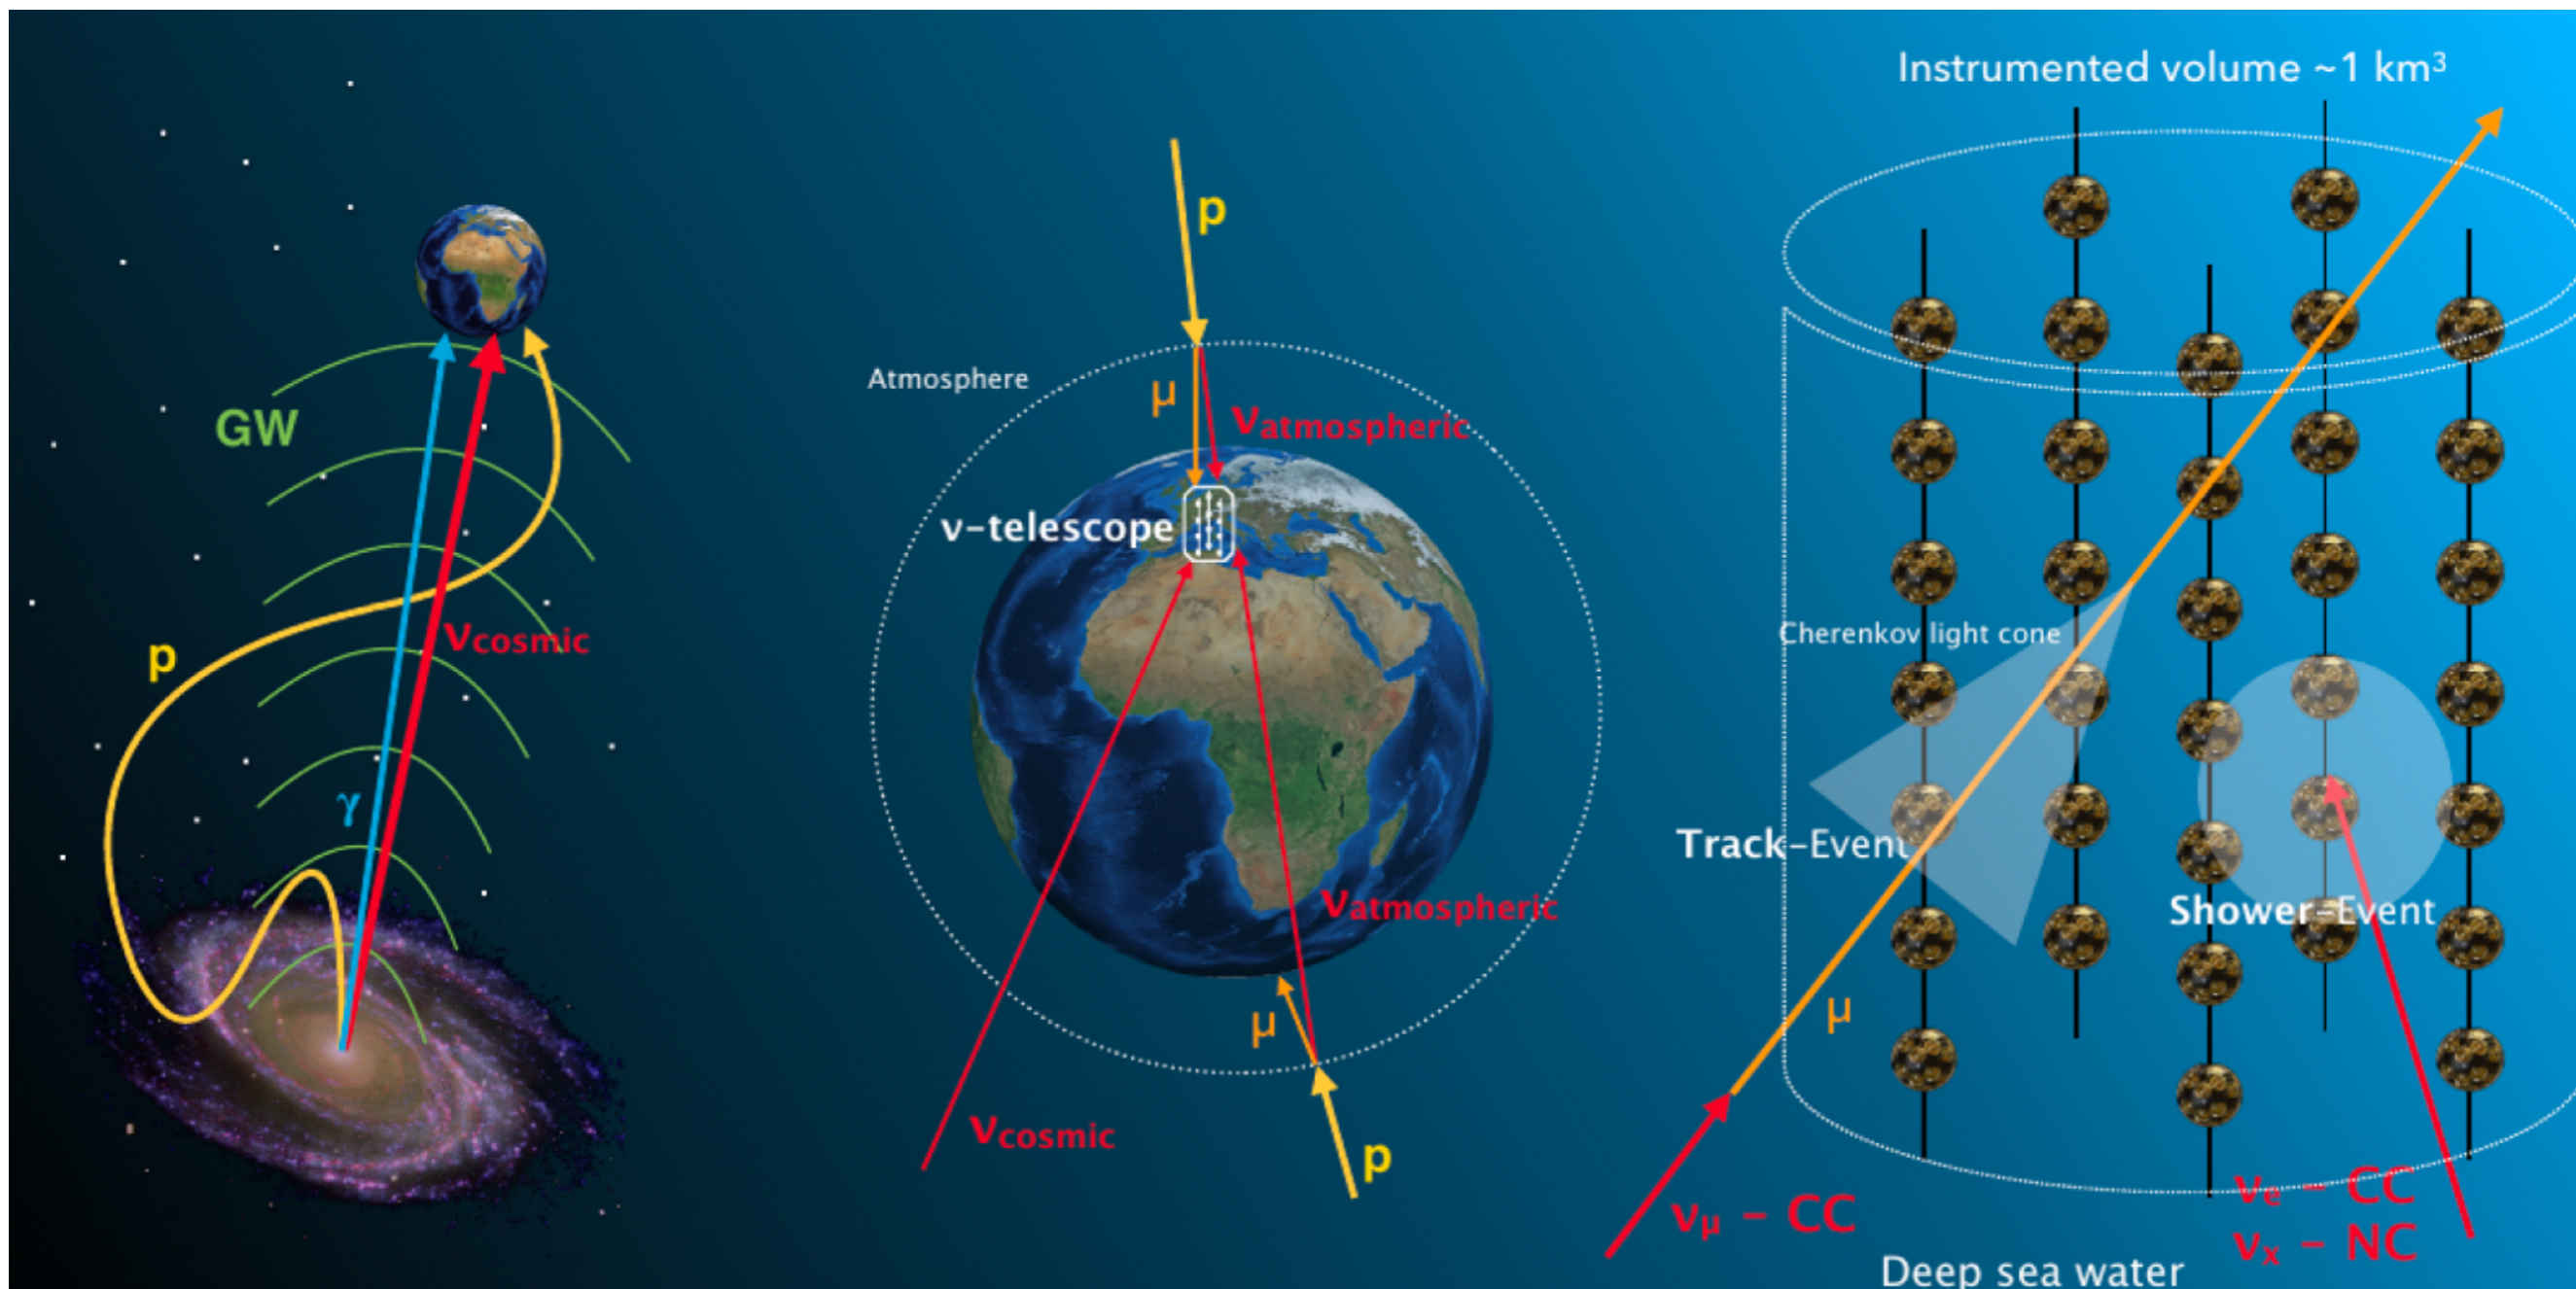 GW
νcosmic
p
γ
p
Atmosphere
μ
νatmospheric
ν-telescope
νatmospheric
μ
νcosmic
p
Instrumented volume ~1 km³
Cherenkov light cone
Track-Event
Shower-Event
μ
νμ - CC
νe - CC
νx - NC
Deep sea water